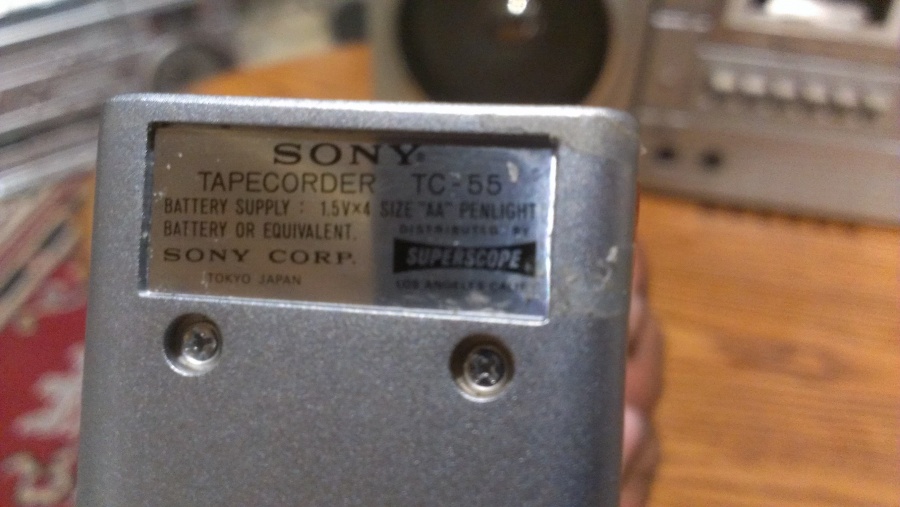 SONY®
TAPECORDER TC-55
BATTERY SUPPLY : 1.5V×4 SIZE "AA" PENLIGHT
BATTERY OR EQUIVALENT.
DISTRIBUTED BY
SONY CORP.
SUPERSCOPE®
TOKYO JAPAN
LOS ANGELES CALIF